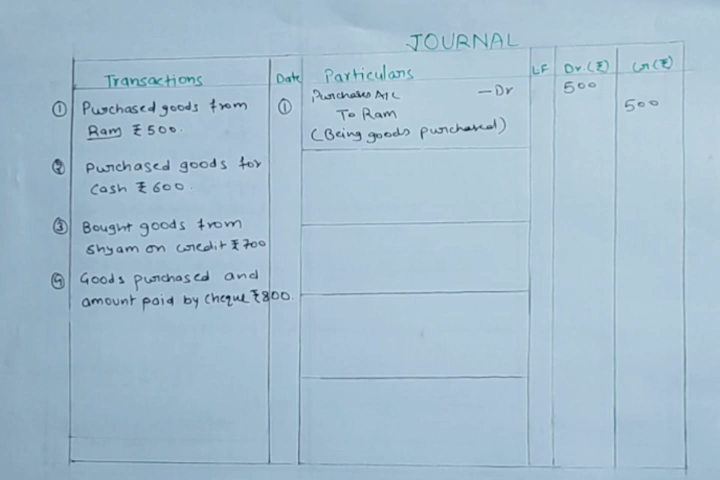 JOURNAL
Transactions Date Particulars LF Dr. (₹) Cr (₹)
① Purchased goods from
Ram ₹ 500.
② Purchased goods for
Cash ₹ 600.
③ Bought goods from
Shyam on credit ₹ 700
④ Goods purchased and
amount paid by cheque ₹800.
① Purchases A/c — Dr 500
To Ram 500
(Being goods purchased)